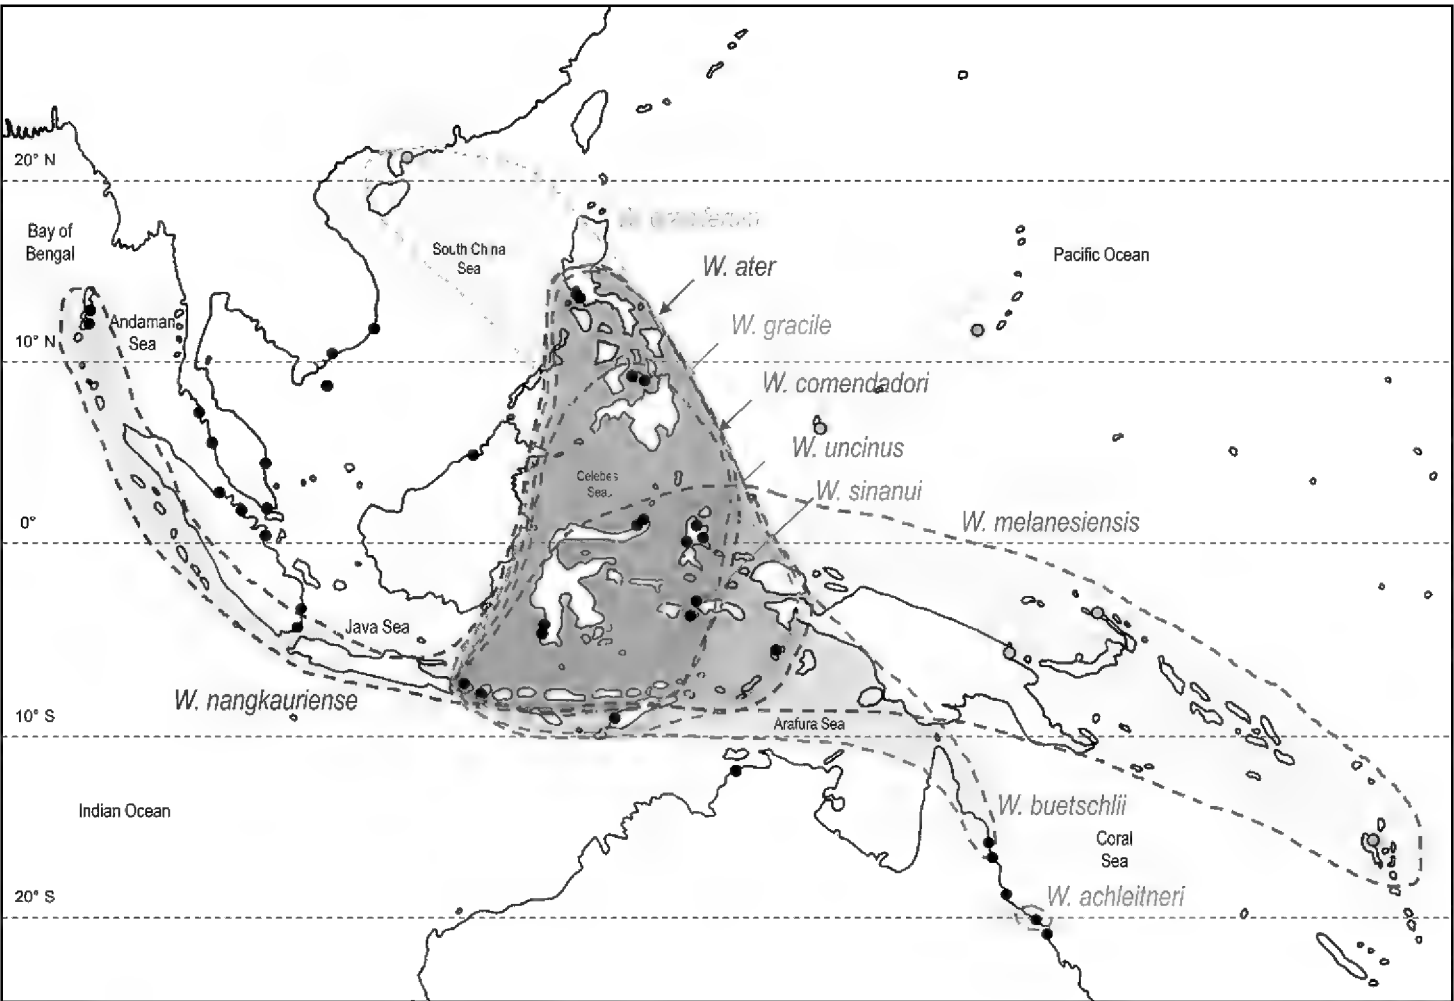 20° N
Bay of
Bengal
South China
Sea
Pacific Ocean
W. ater
Andaman
Sea
W. gracile
10° N
W. comendadori
W. uncinus
Celebes
Sea
W. sinanui
0°
W. melanesiensis
Java Sea
W. nangkauriense
10° S
Arafura Sea
Indian Ocean
W. buetschlii
Coral
Sea
20° S
W. achleitneri